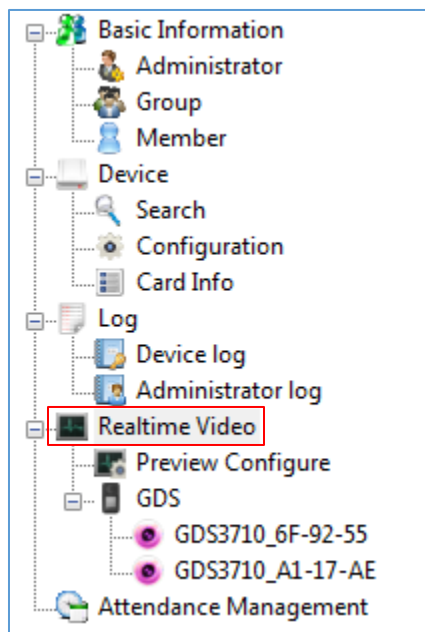 Basic Information
Administrator
Group
Member
Device
Search
Configuration
Card Info
Log
Device log
Administrator log
Realtime Video
Preview Configure
GDS
GDS3710_6F-92-55
GDS3710_A1-17-AE
Attendance Management